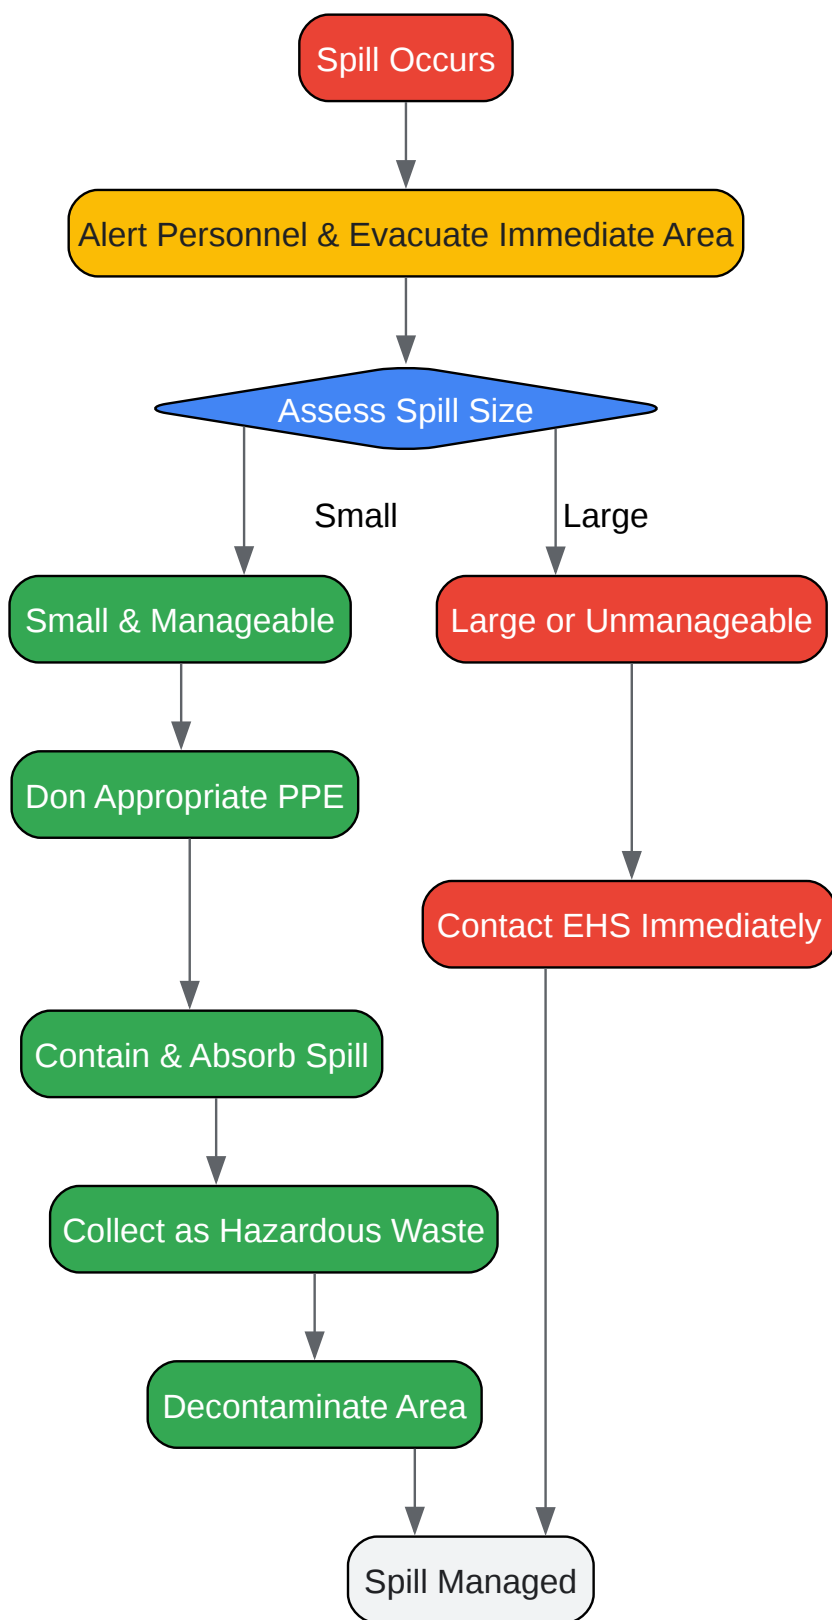 Spill Occurs
Alert Personnel & Evacuate Immediate Area
Assess Spill Size
Small
Large
Small & Manageable
Large or Unmanageable
Don Appropriate PPE
Contact EHS Immediately
Contain & Absorb Spill
Collect as Hazardous Waste
Decontaminate Area
Spill Managed